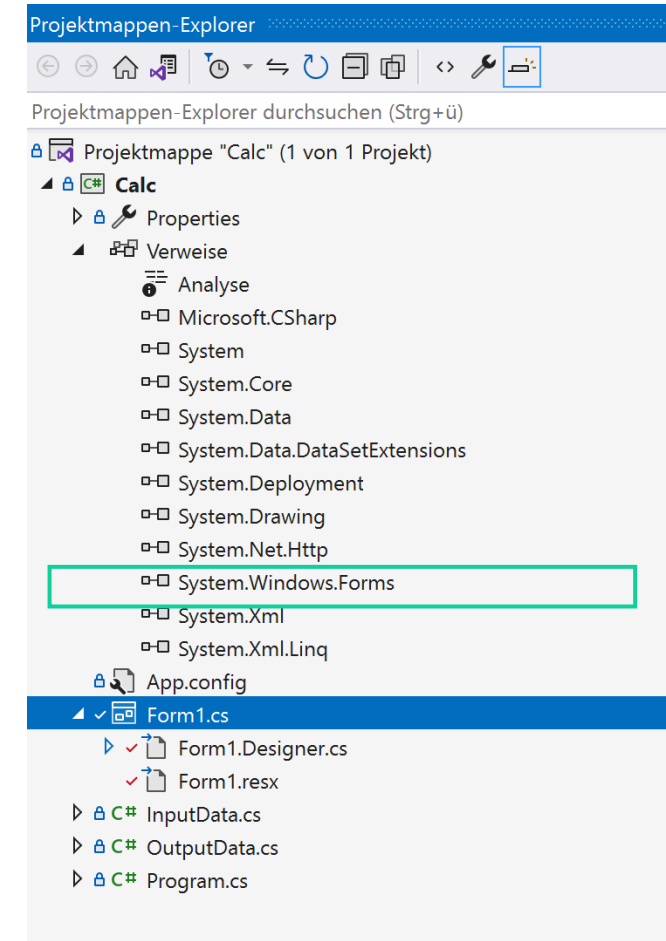 Projektmappen-Explorer
Projektmappen-Explorer durchsuchen (Strg+ü)
Projektmappe "Calc" (1 von 1 Projekt)
C# Calc
Properties
Verweise
Analyse
Microsoft.CSharp
System
System.Core
System.Data
System.Data.DataSetExtensions
System.Deployment
System.Drawing
System.Net.Http
System.Windows.Forms
System.Xml
System.Xml.Linq
App.config
Form1.cs
Form1.Designer.cs
Form1.resx
C# InputData.cs
C# OutputData.cs
C# Program.cs